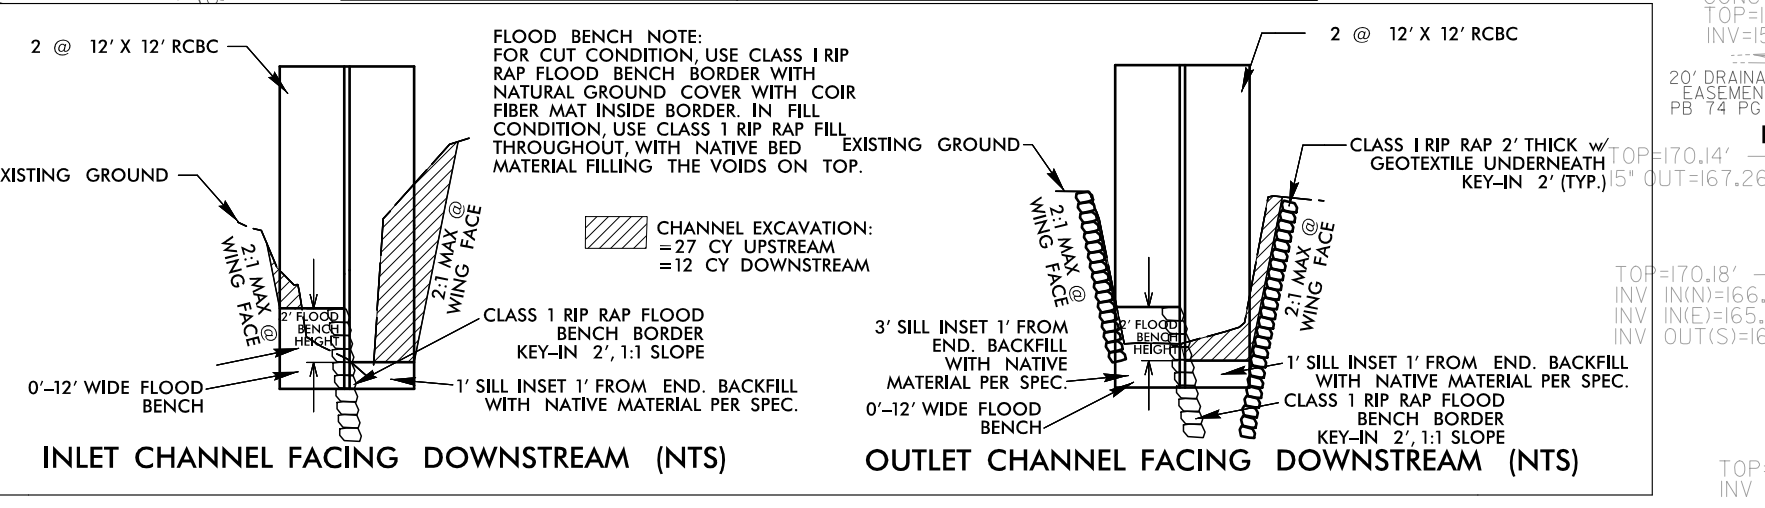 2 @ 12' X 12' RCBC
FLOOD BENCH NOTE:
FOR CUT CONDITION, USE CLASS I RIP
RAP FLOOD BENCH BORDER WITH
NATURAL GROUND COVER WITH COIR
FIBER MAT INSIDE BORDER. IN FILL
CONDITION, USE CLASS 1 RIP RAP FILL
THROUGHOUT, WITH NATIVE BED
MATERIAL FILLING THE VOIDS ON TOP.
XISTING GROUND
2:1 MAX @
WING FACE
2:1 MAX @
WING FACE
CHANNEL EXCAVATION:
=27 CY UPSTREAM
=12 CY DOWNSTREAM
2' FLOOD
BENCH
HEIGHT
CLASS 1 RIP RAP FLOOD
BENCH BORDER
KEY-IN 2', 1:1 SLOPE
0'-12' WIDE FLOOD
BENCH
1' SILL INSET 1' FROM END. BACKFILL
WITH NATIVE MATERIAL PER SPEC.
INLET CHANNEL FACING DOWNSTREAM (NTS)
2 @ 12' X 12' RCBC
EXISTING GROUND
CLASS I RIP RAP 2' THICK w/
GEOTEXTILE UNDERNEATH
KEY-IN 2' (TYP.)
2:1 MAX @
WING FACE
2:1 MAX @
WING FACE
2' FLOOD
BENCH
HEIGHT
3' SILL INSET 1' FROM
END. BACKFILL
WITH NATIVE
MATERIAL PER SPEC.
0'-12' WIDE FLOOD
BENCH
1' SILL INSET 1' FROM END. BACKFILL
WITH NATIVE MATERIAL PER SPEC.
CLASS 1 RIP RAP FLOOD
BENCH BORDER
KEY-IN 2', 1:1 SLOPE
OUTLET CHANNEL FACING DOWNSTREAM (NTS)
TOP=1
INV=15
20' DRAINA
EASEMEN
PB 74 PG
TOP=170.14'
15" OUT=167.26
TOP=170.18'
INV IN(N)=166.
INV IN(E)=165.
INV OUT(S)=16
TOP=
INV